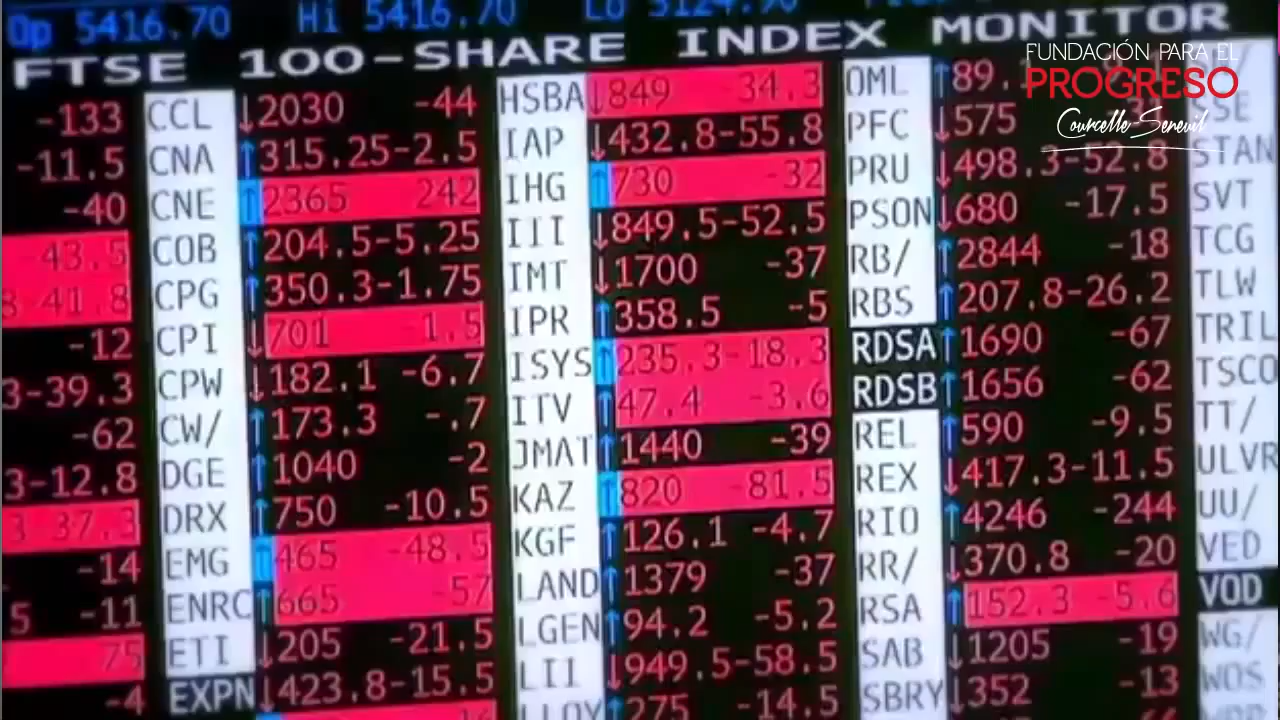 Op 5416.70 Hi 5416.70 Lo 5124.90
FTSE 100-SHARE INDEX MONITOR
FUNDACIÓN PARA EL
PROGRESO
Courcelle-Seneuil
-133 CCL ↓2030 -44 HSBA ↓849 34.3 OML ↑89.
-11.5 CNA ↑315.25-2.5 IAP ↓432.8-55.8 PFC ↓575 SSE
-40 CNE ↑2365 242 IHG ↑730 -32 PRU ↓498.3-52.8 STAN
-43.5 COB ↑204.5-5.25 III ↓849.5-52.5 PSON ↓680 -17.5 SVT
8-41.8 CPG ↑350.3-1.75 IMT ↓1700 -37 RB/ ↑2844 -18 TCG
-12 CPI ↓701 -1.5 IPR ↑358.5 -5 RBS ↑207.8-26.2 TLW
3-39.3 CPW ↓182.1 -6.7 ISYS ↑235.3-18.3 RDSA ↑1690 -67 TRIL
-62 CW/ ↑173.3 -.7 ITV ↑47.4 -3.6 RDSB ↑1656 -62 TSCO
3-12.8 DGE ↑1040 -2 JMAT ↑1440 -39 REL ↑590 -9.5 TT/
3 37.3 DRX ↑750 -10.5 KAZ ↑820 -81.5 REX ↓417.3-11.5 ULVR
-14 EMG ↑465 -48.5 KGF ↑126.1 -4.7 RIO ↑4246 -244 UU/
5 -11 ENRC ↑665 -57 LAND ↑1379 -37 RR/ ↓370.8 -20 VED
75 ETI ↓205 -21.5 LGEN ↑94.2 -5.2 RSA ↑152.3 -5.6 VOD
-4 EXPN ↓423.8-15.5 LII ↓949.5-58.5 SAB ↓1205 -19 WG/
LLOY ↑275 -14.5 SBRY ↓352 -13 WOS